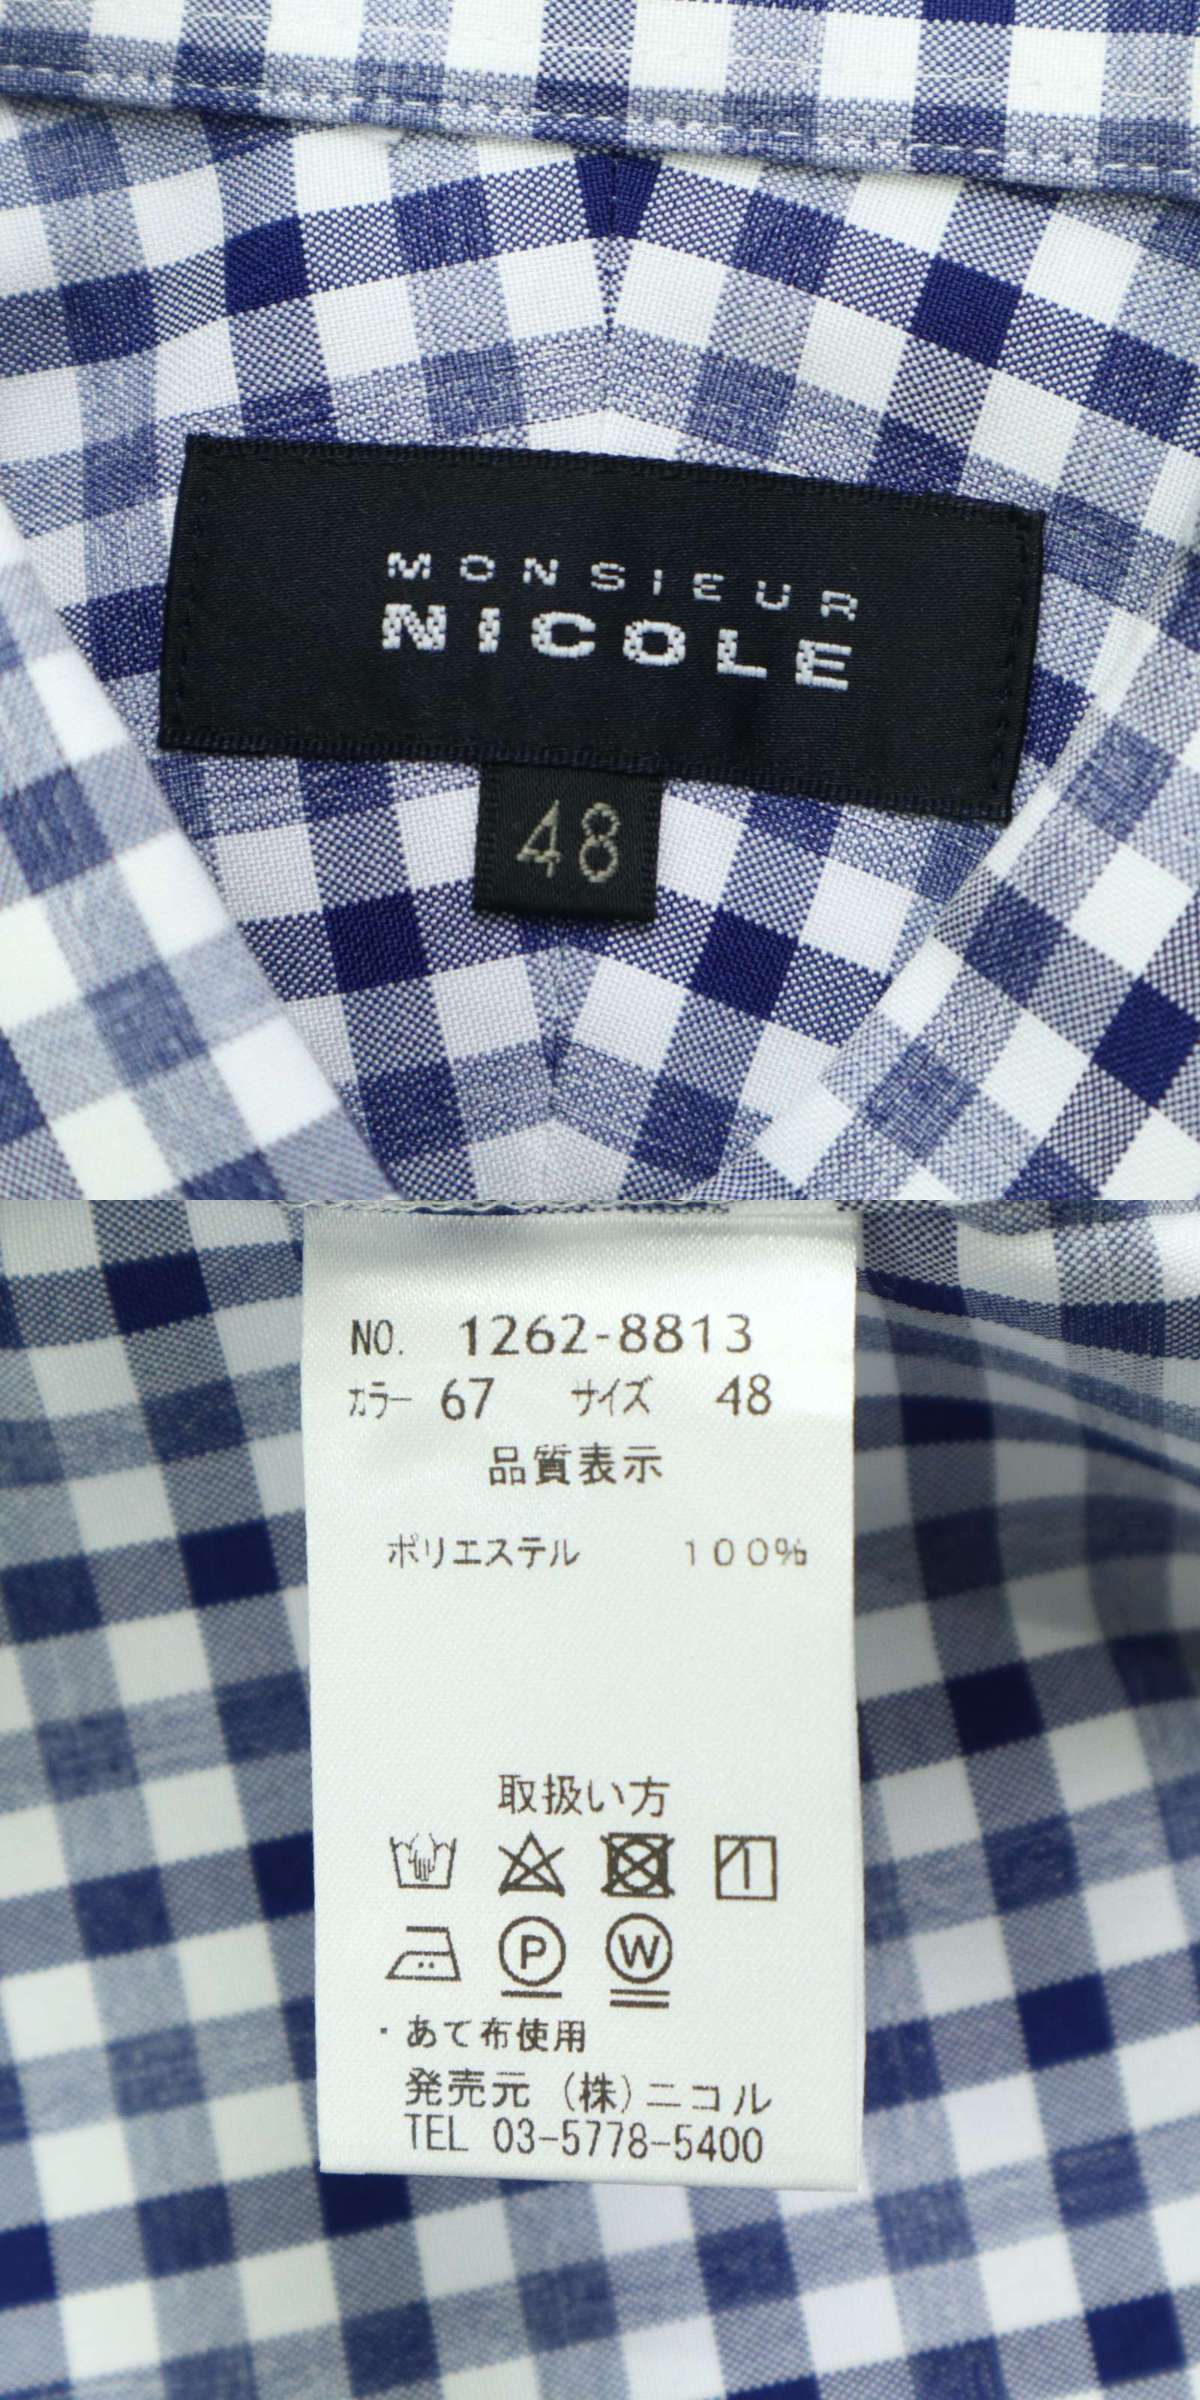 MONSIEUR
NICOLE
48
NO. 1262-8813
カラー 67 サイズ 48
品質表示
ポリエステル 100%
取扱い方
P W
・あて布使用
発売元 (株)ニコル
TEL 03-5778-5400